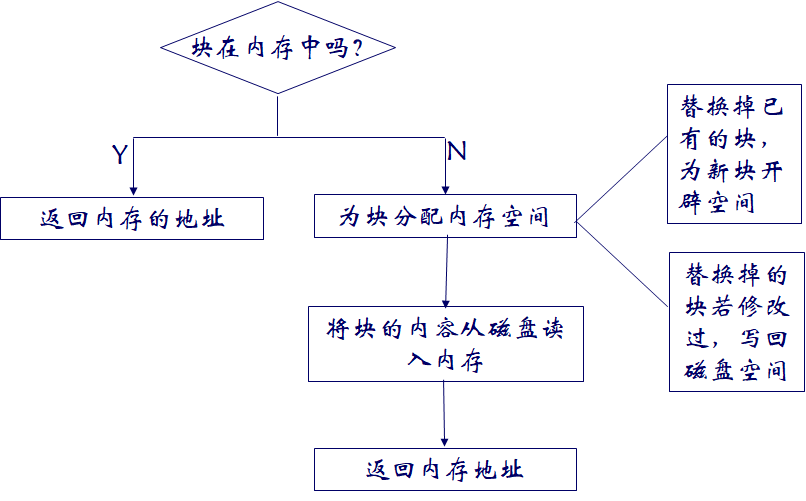 块在内存中吗?
Y
N
返回内存的地址
为块分配内存空间
替换掉已
有的块，
为新块开
辟空间
替换掉的
块若修改
过，写回
磁盘空间
将块的内容从磁盘读
入内存
返回内存地址